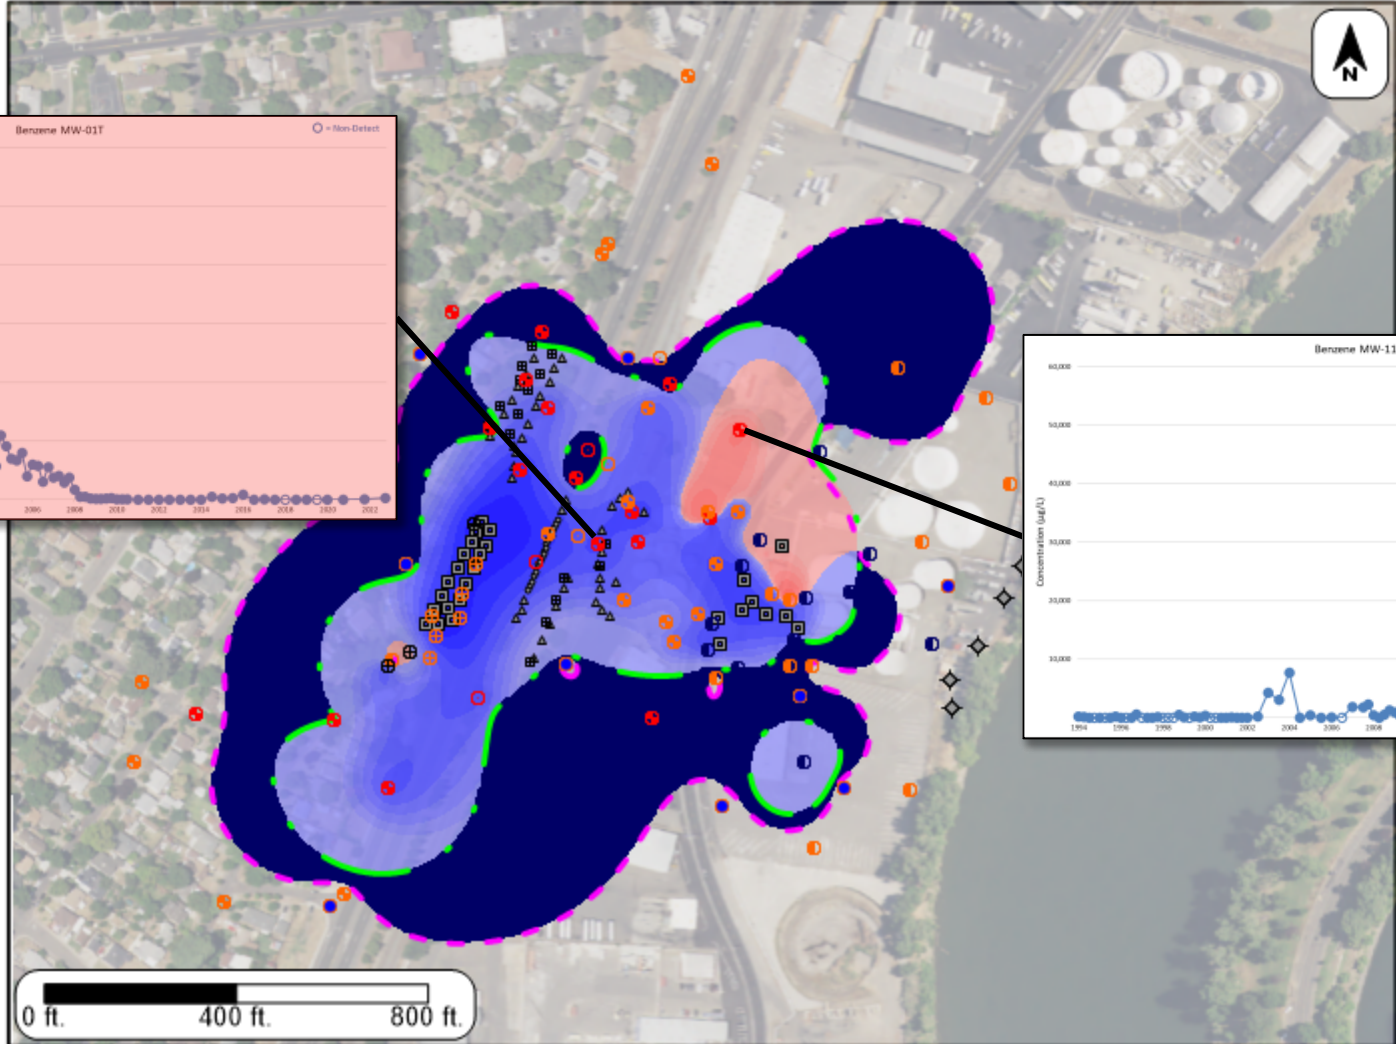 N
Benzene MW-01T
= Non-Detect
2006 2008 2010 2012 2014 2016 2018 2020 2022
Benzene MW-11
60,000
50,000
40,000
30,000
20,000
10,000
Concentration (µg/L)
1994 1996 1998 2000 2002 2004 2006 2008
0 ft. 400 ft. 800 ft.